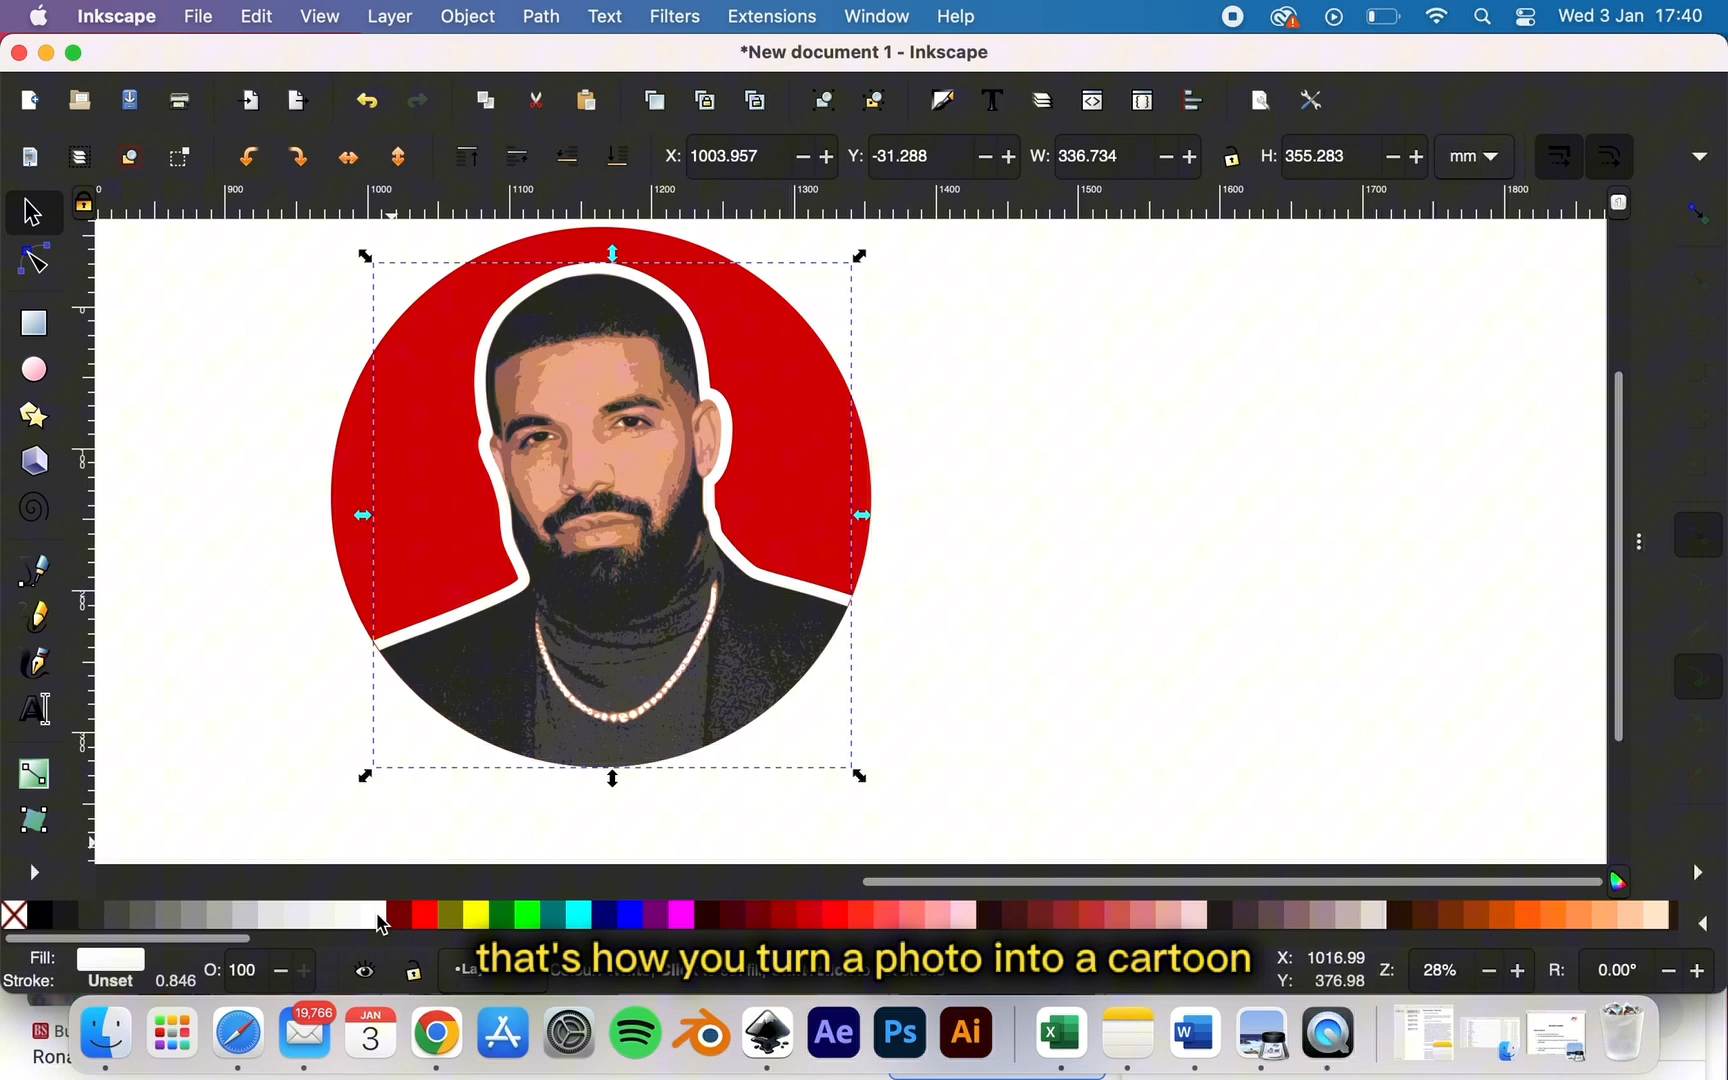 Inkscape File Edit View Layer Object Path Text Filters Extensions Window Help Wed 3 Jan 17:40
*New document 1 - Inkscape
X: 1003.957 Y: -31.288 W: 336.734 H: 355.283 mm
900 1000 1100 1200 1300 1400 1500 1600 1700 1800
that's how you turn a photo into a cartoon
Fill:
Stroke: Unset 0.846 O: 100
X: 1016.99
Y: 376.98
Z: 28% R: 0.00°
19,766
JAN
3
Ae Ps Ai
X W
BS Bu
Rona